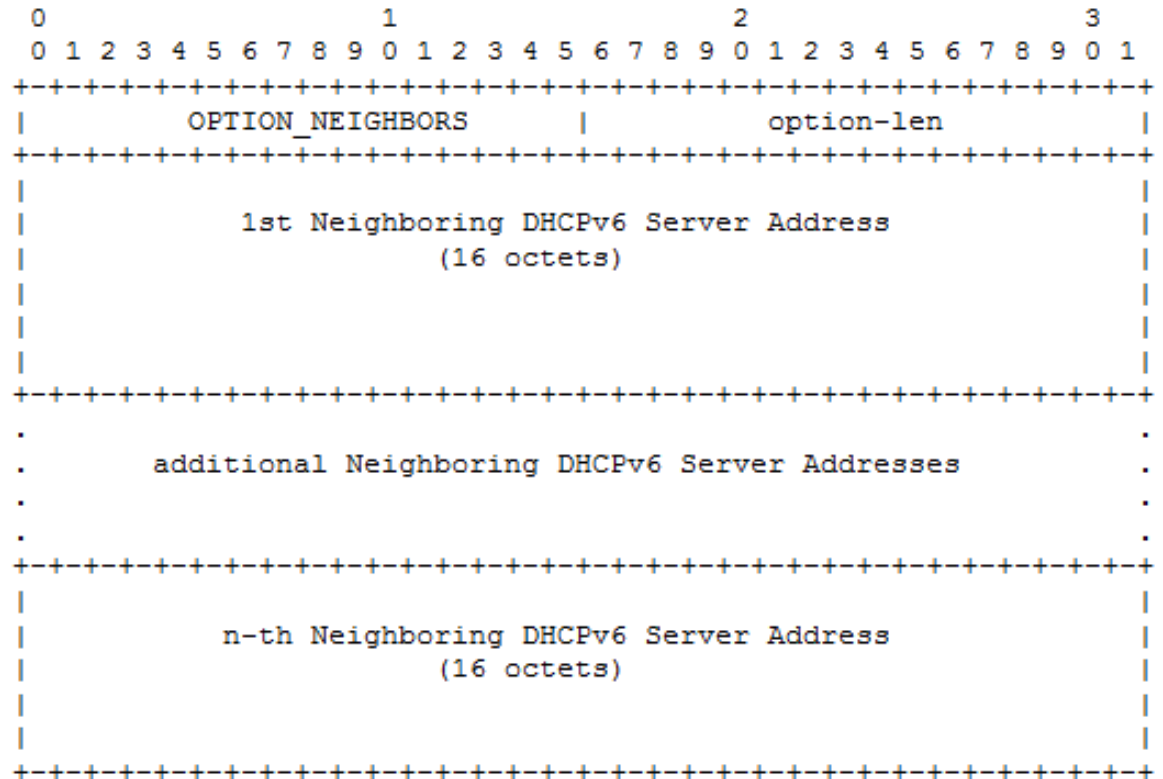 0                   1                   2                   3
0 1 2 3 4 5 6 7 8 9 0 1 2 3 4 5 6 7 8 9 0 1 2 3 4 5 6 7 8 9 0 1
+-+-+-+-+-+-+-+-+-+-+-+-+-+-+-+-+-+-+-+-+-+-+-+-+-+-+-+-+-+-+-+-+
|         OPTION_NEIGHBORS      |          option-len           |
+-+-+-+-+-+-+-+-+-+-+-+-+-+-+-+-+-+-+-+-+-+-+-+-+-+-+-+-+-+-+-+-+
|                                                               |
|            1st Neighboring DHCPv6 Server Address              |
|                       (16 octets)                             |
|                                                               |
|                                                               |
|                                                               |
+-+-+-+-+-+-+-+-+-+-+-+-+-+-+-+-+-+-+-+-+-+-+-+-+-+-+-+-+-+-+-+-+
.                                                               .
.       additional Neighboring DHCPv6 Server Addresses          .
.                                                               .
.                                                               .
+-+-+-+-+-+-+-+-+-+-+-+-+-+-+-+-+-+-+-+-+-+-+-+-+-+-+-+-+-+-+-+-+
|                                                               |
|           n-th Neighboring DHCPv6 Server Address              |
|                       (16 octets)                             |
|                                                               |
|                                                               |
+-+-+-+-+-+-+-+-+-+-+-+-+-+-+-+-+-+-+-+-+-+-+-+-+-+-+-+-+-+-+-+-+